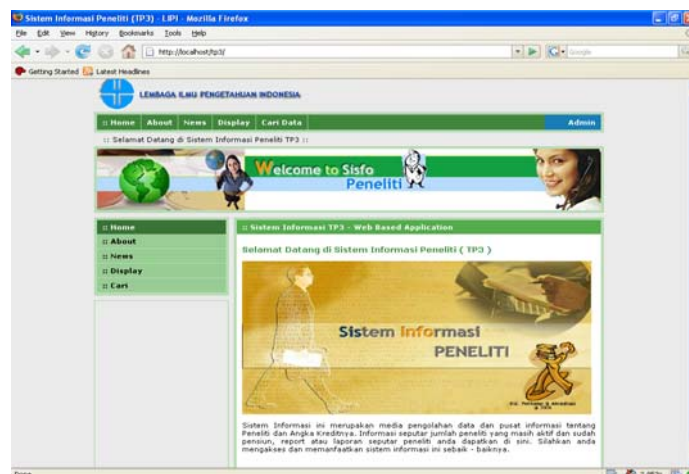 Sistem Informasi Peneliti (TP3) - LIPI - Mozilla Firefox
File Edit View History Bookmarks Tools Help
http://localhost/tp3/
Google
Getting Started Latest Headlines
LEMBAGA ILMU PENGETAHUAN INDONESIA
:: Home About News Display Cari Data Admin
:: Selamat Datang di Sistem Informasi Peneliti TP3 ::
Welcome to Sisfo
Peneliti
:: Home
:: About
:: News
:: Display
:: Cari
:: Sistem Informasi TP3 - Web Based Application
Selamat Datang di Sistem Informasi Peneliti ( TP3 )
Sistem Informasi
PENELITI
Sistem Informasi ini merupakan media pengolahan data dan pusat informasi tentang
Peneliti dan Angka Kreditnya. Informasi seputar jumlah peneliti yang masih aktif dan sudah
pensiun, report atau laporan seputar peneliti anda dapatkan di sini. Silahkan anda
mengakses dan memanfaatkan sistem informasi ini sebaik - baiknya.